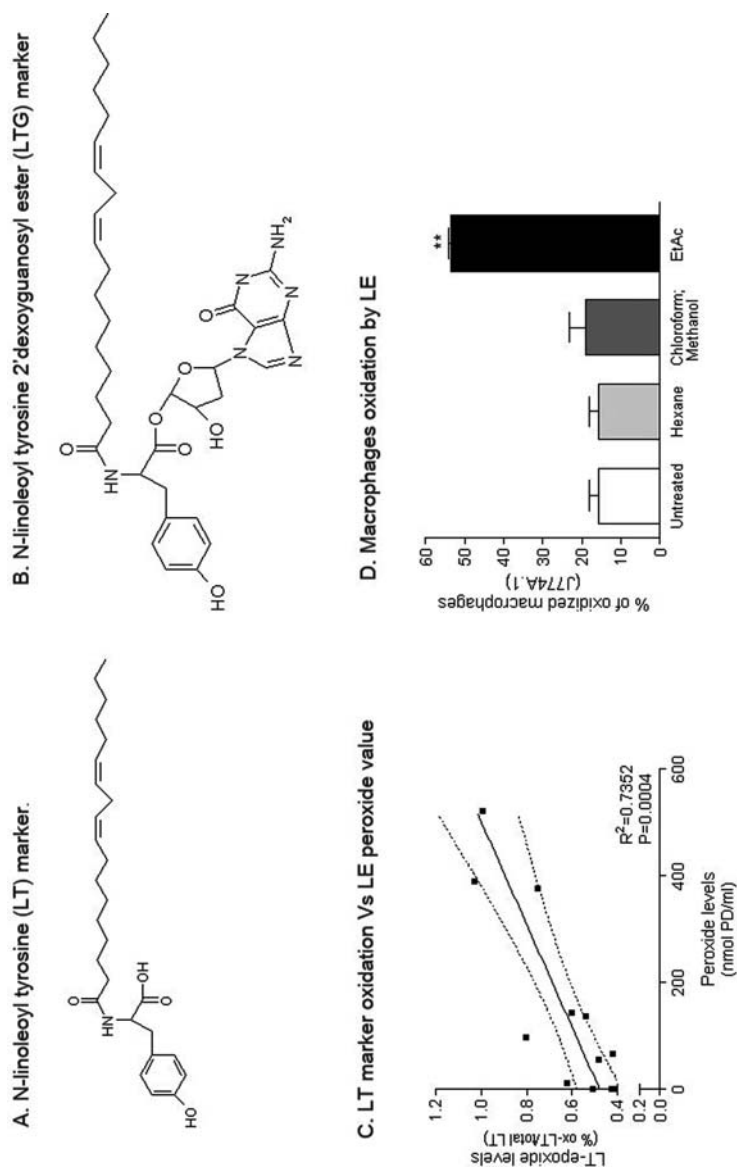 A. N-linoleoyl tyrosine (LT) marker.
O
HN
OH
O
HO
B. N-linoleoyl tyrosine 2'dexoyguanosyl ester (LTG) marker
O
HN
O
O
HO
O
N
N
O
N
N
NH2
HO
C. LT marker oxidation Vs LE peroxide value
LT-epoxide levels
(% ox-LT/total LT)
1.2
1.0
0.8
0.6
0.4
0.2
0.0
0
200
400
600
R2=0.7352
P=0.0004
Peroxide levels
(nmol PD/ml)
D. Macrophages oxidation by LE
% of oxidized macrophages
(J774A.1)
60
50
40
30
20
10
0
**
Untreated
Hexane
Chloroform;
Methanol
EtAc